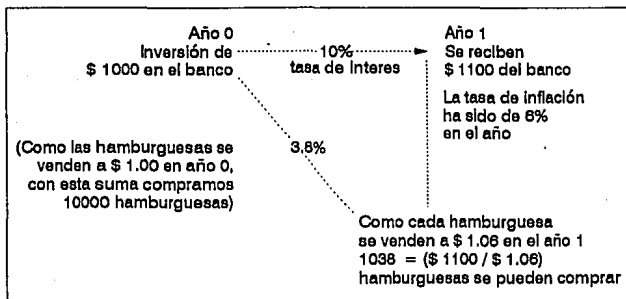 Año 0
Inversión de
$ 1000 en el banco
10%
tasa de interes
Año 1
Se reciben
$ 1100 del banco
La tasa de inflación
ha sido de 6%
en el año
(Como las hamburguesas se
venden a $ 1.00 en año 0,
con esta suma compramos
10000 hamburguesas)
3.8%
Como cada hamburguesa
se venden a $ 1.06 en el año 1
1038 = ($ 1100 / $ 1.06)
hamburguesas se pueden comprar